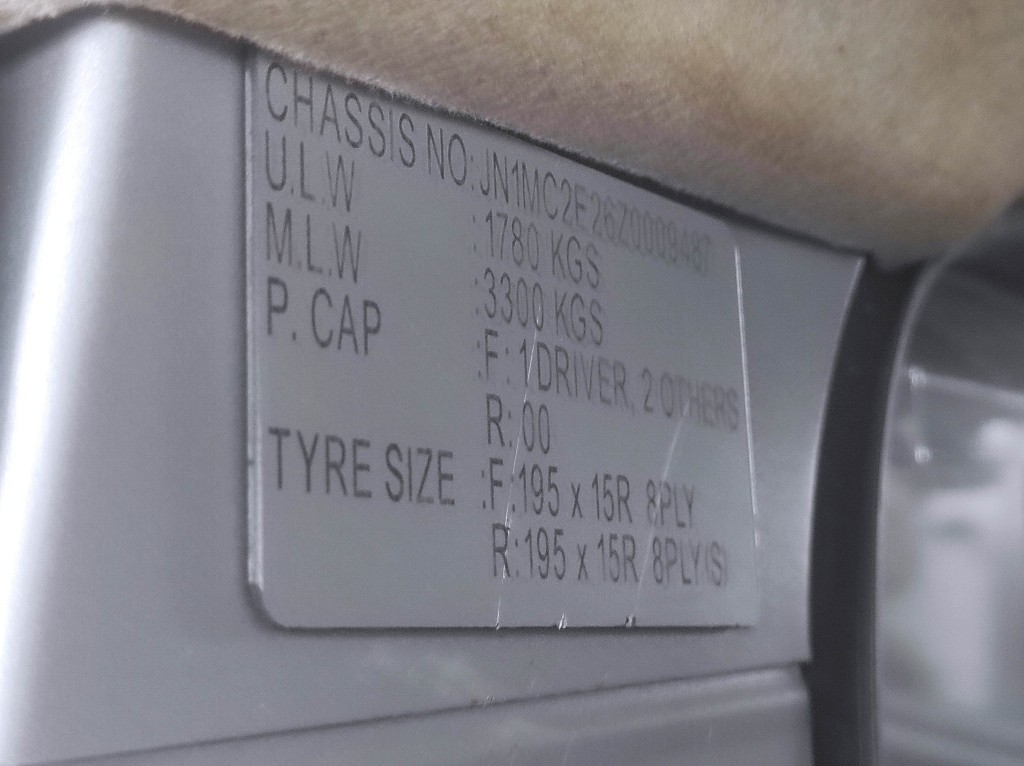 CHASSIS NO: JN1MC2E26Z0009487
U.L.W :1780 KGS
M.L.W :3300 KGS
P. CAP :F: 1DRIVER, 2 OTHERS
R: 00
TYRE SIZE :F:195 x 15R 8PLY
R:195 x 15R 8PLY(S)